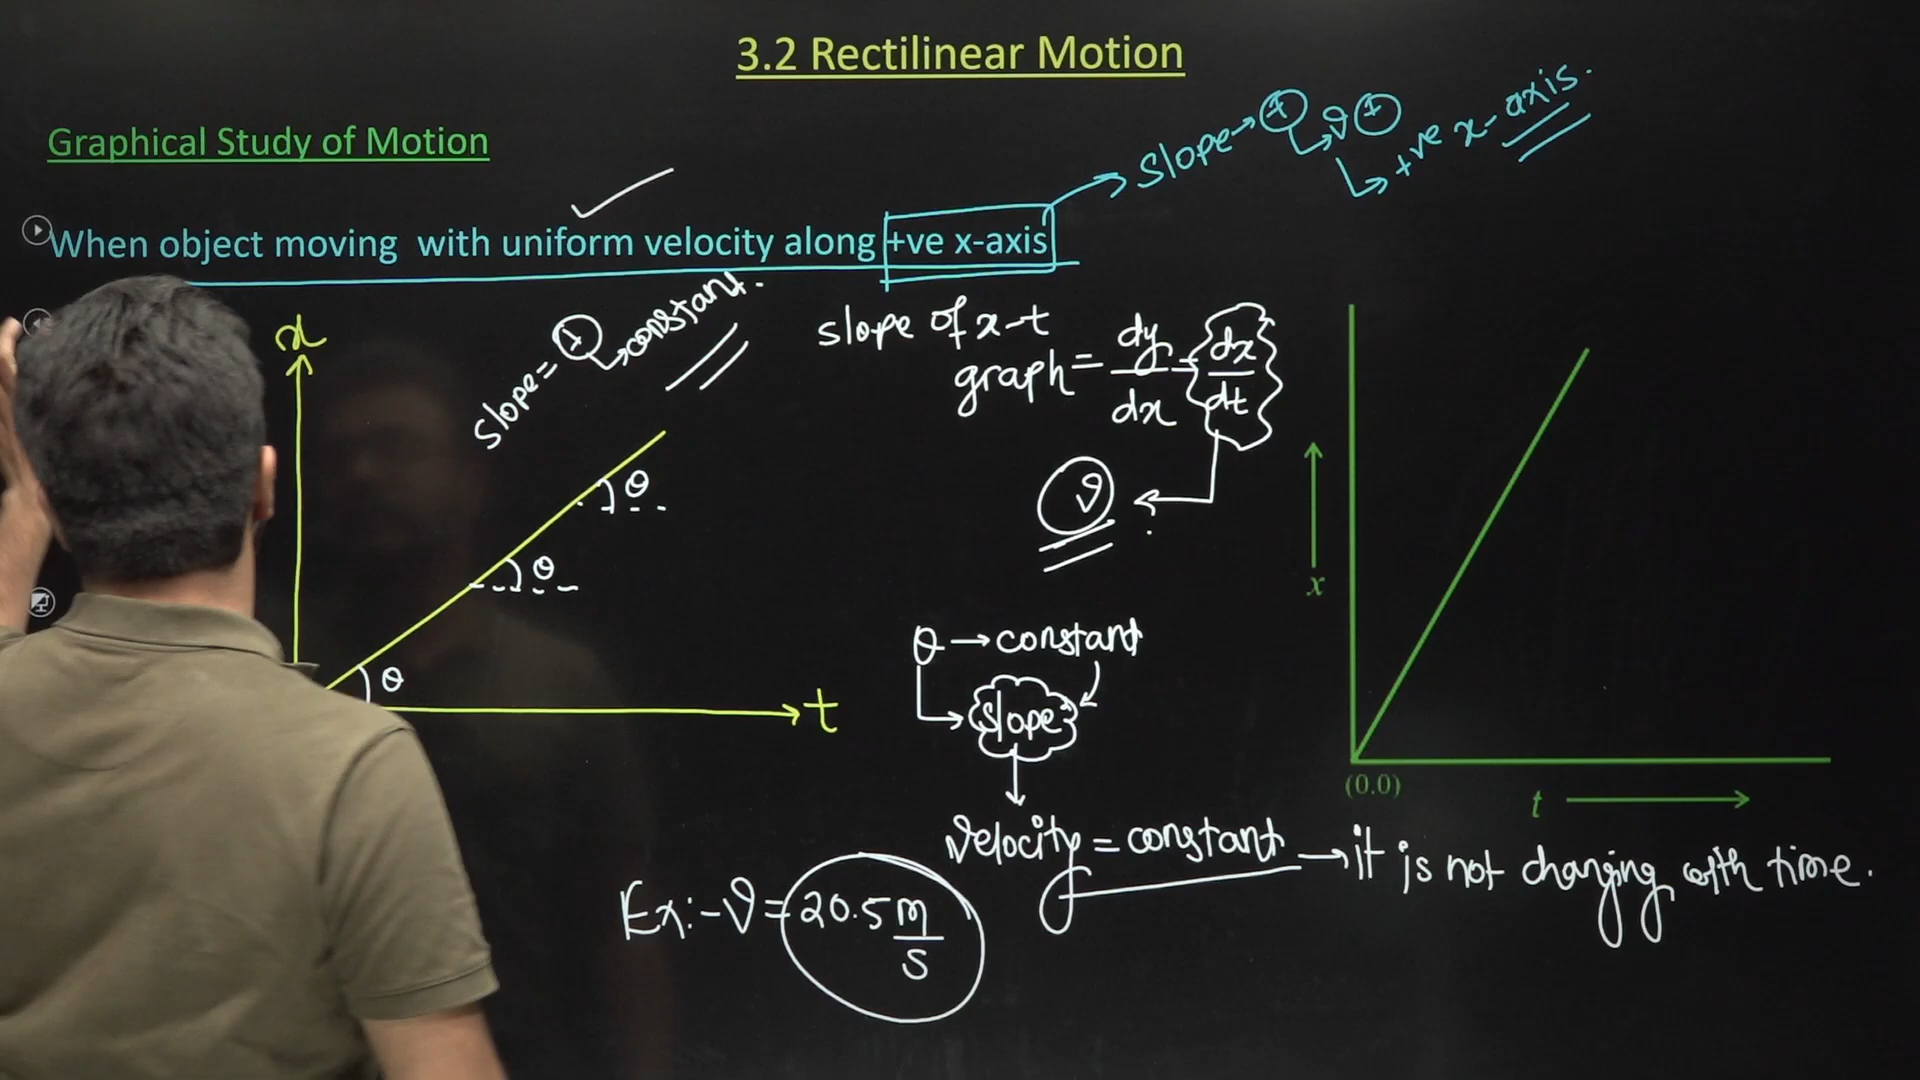 3.2 Rectilinear Motion
Graphical Study of Motion
Slope → + → v +
→ +ve x-axis.
When object moving with uniform velocity along +ve x-axis
slope = + → constant.
x
θ
θ
θ
t
slope of x-t
graph = dy/dx = dx/dt
v
θ → constant
slope
velocity = constant → it is not changing with time.
Ex:- v = 20.5 m/s
x
(0.0)
t